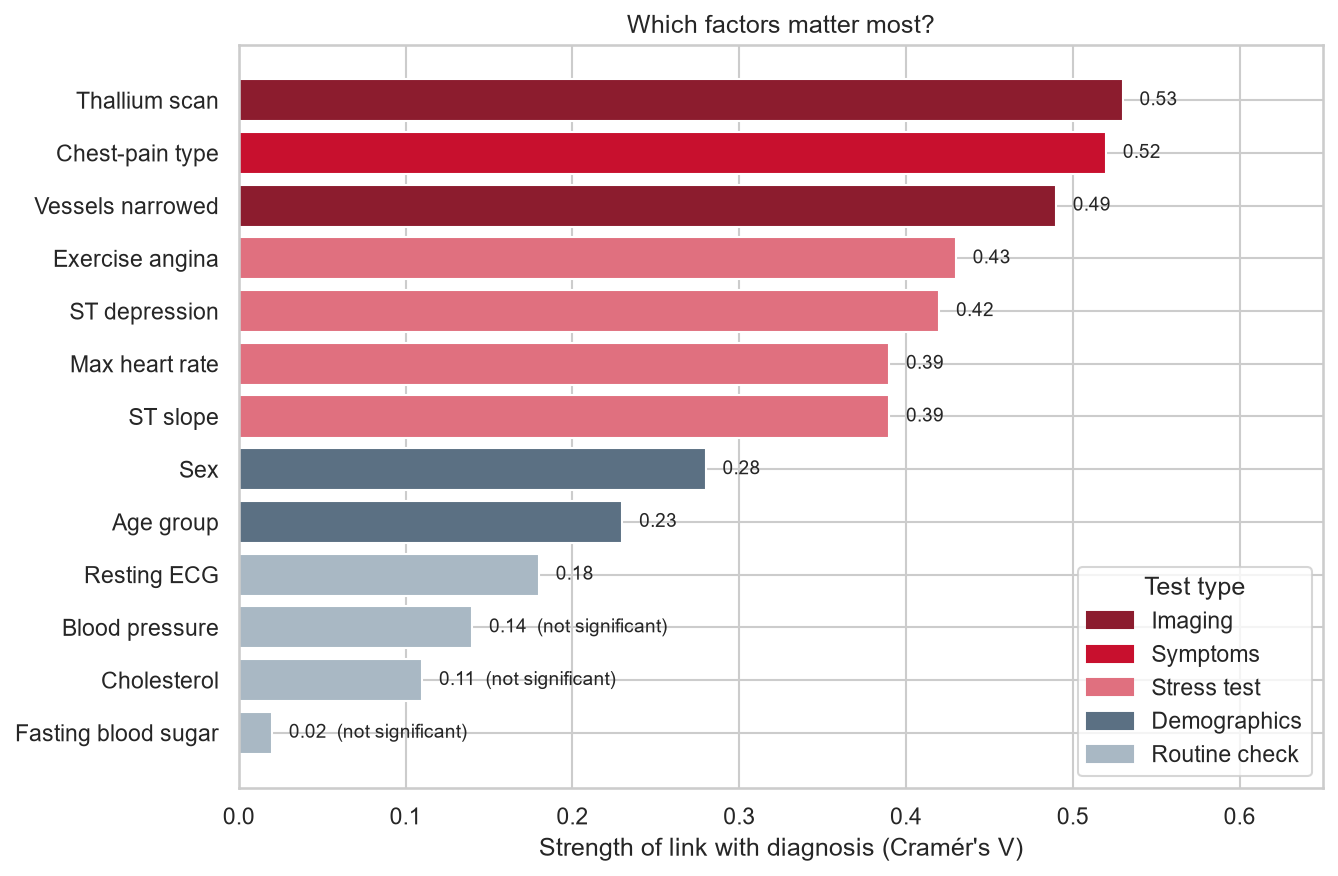 Which factors matter most?
Thallium scan
0.53
Chest-pain type
0.52
Vessels narrowed
0.49
Exercise angina
0.43
ST depression
0.42
Max heart rate
0.39
ST slope
0.39
Sex
0.28
Age group
0.23
Resting ECG
0.18
Blood pressure
0.14 (not significant)
Cholesterol
0.11 (not significant)
Fasting blood sugar
0.02 (not significant)
Test type
Imaging
Symptoms
Stress test
Demographics
Routine check
0.0 0.1 0.2 0.3 0.4 0.5 0.6
Strength of link with diagnosis (Cramér's V)